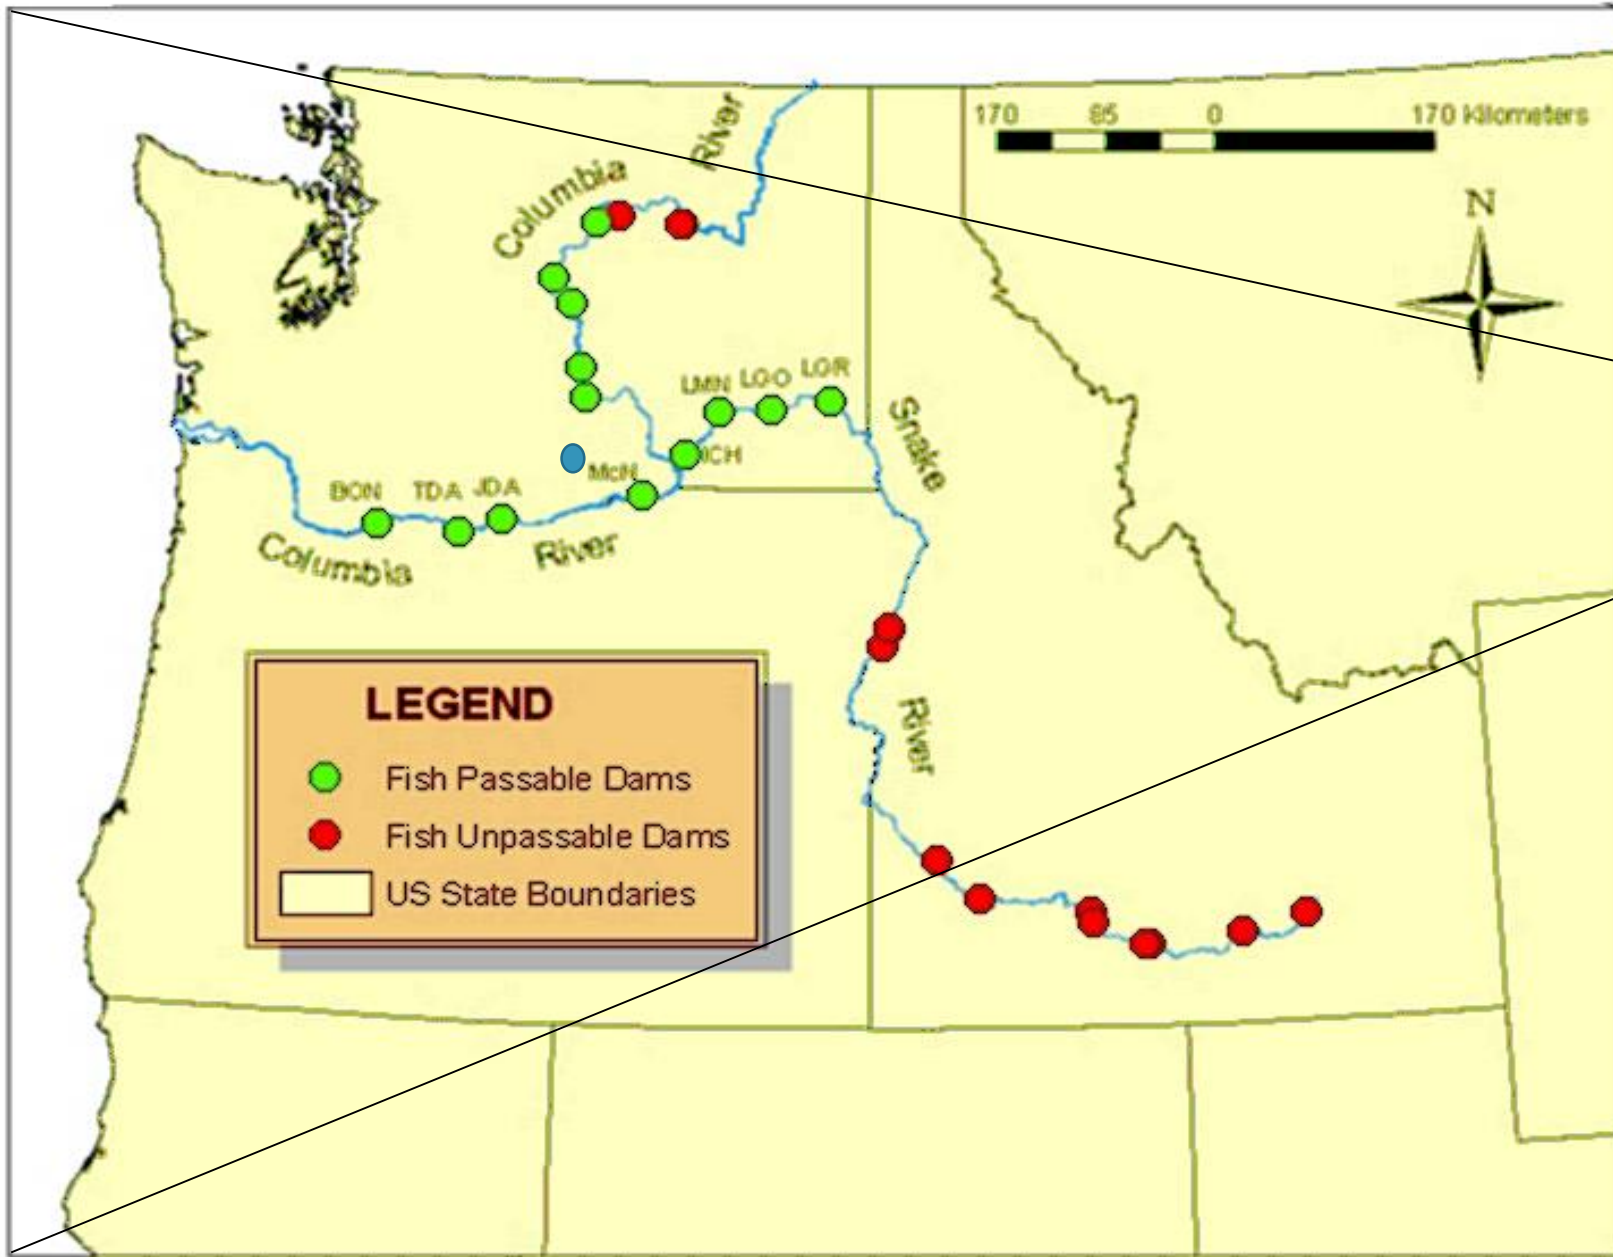 170 85 0 170 Kilometers
N
Columbia River
LMN LGO LGR
Snake
ICH
McN
BON TDA JDA
Columbia River
River
LEGEND
Fish Passable Dams
Fish Unpassable Dams
US State Boundaries